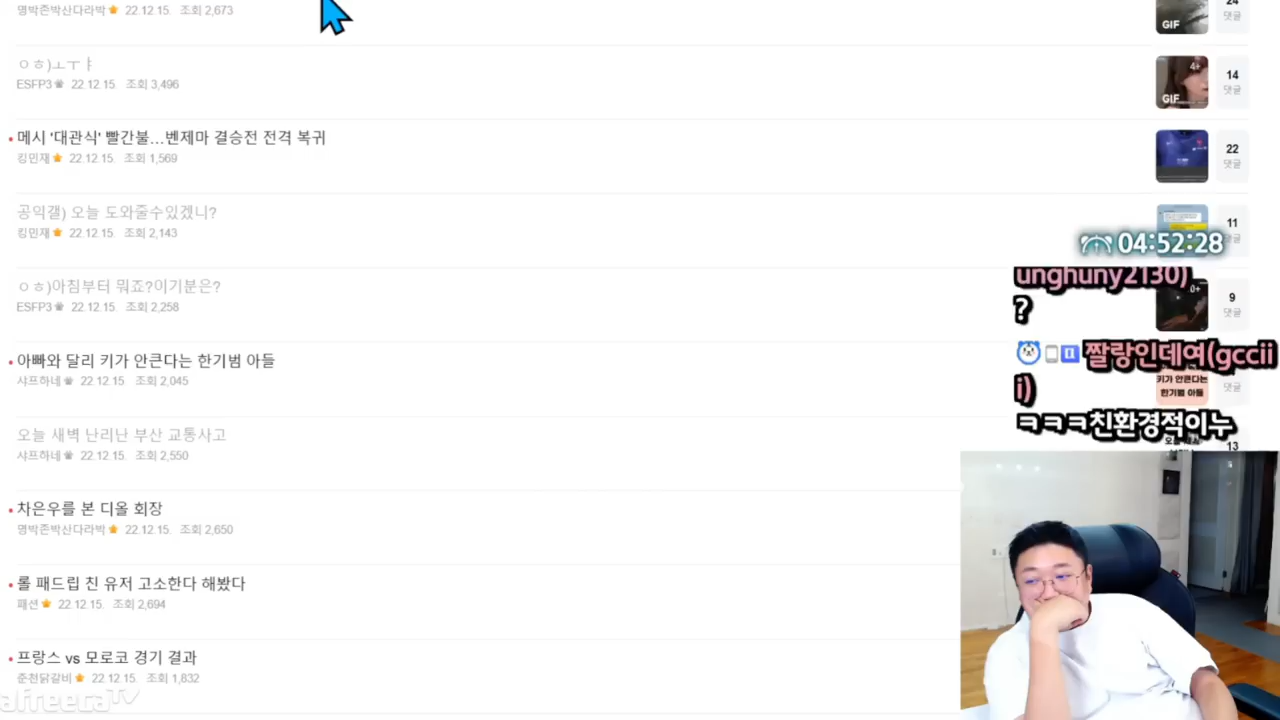 명박존박산다라박 22.12.15. 조회 2,673
24
댓글
GIF
ㅇㅎ)ㅗㅜㅑ
ESFP3 22.12.15 조회 3,496
4+
GIF
14
댓글
메시 '대관식' 빨간불...벤제마 결승전 전격 복귀
킹민재 22.12.15. 조회 1,569
22
댓글
공익갤) 오늘 도와줄수있겠니?
킹민재 22.12.15. 조회 2,143
11
04:52:28
ㅇㅎ)아침부터 뭐죠?이기분은?
ESFP3 22.12.15 조회 2,258
9
댓글
unghuny2130)
?
아빠와 달리 키가 안큰다는 한기범 아들
샤프하네 22.12.15 조회 2,045
짤랑인데여(gccii
i)
키가 안큰다는
한기범 아들
댓글
ㅋㅋㅋ친환경적이누
오늘 새벽 난리난 부산 교통사고
샤프하네 22.12.15. 조회 2,550
13
차은우를 본 디올 회장
명박존박산다라박 22.12.15. 조회 2,650
롤 패드립 친 유저 고소한다 해봤다
패션 22.12.15. 조회 2,694
프랑스 vs 모로코 경기 결과
준천닭갈비 22.12.15. 조회 1,832
afreecaTV